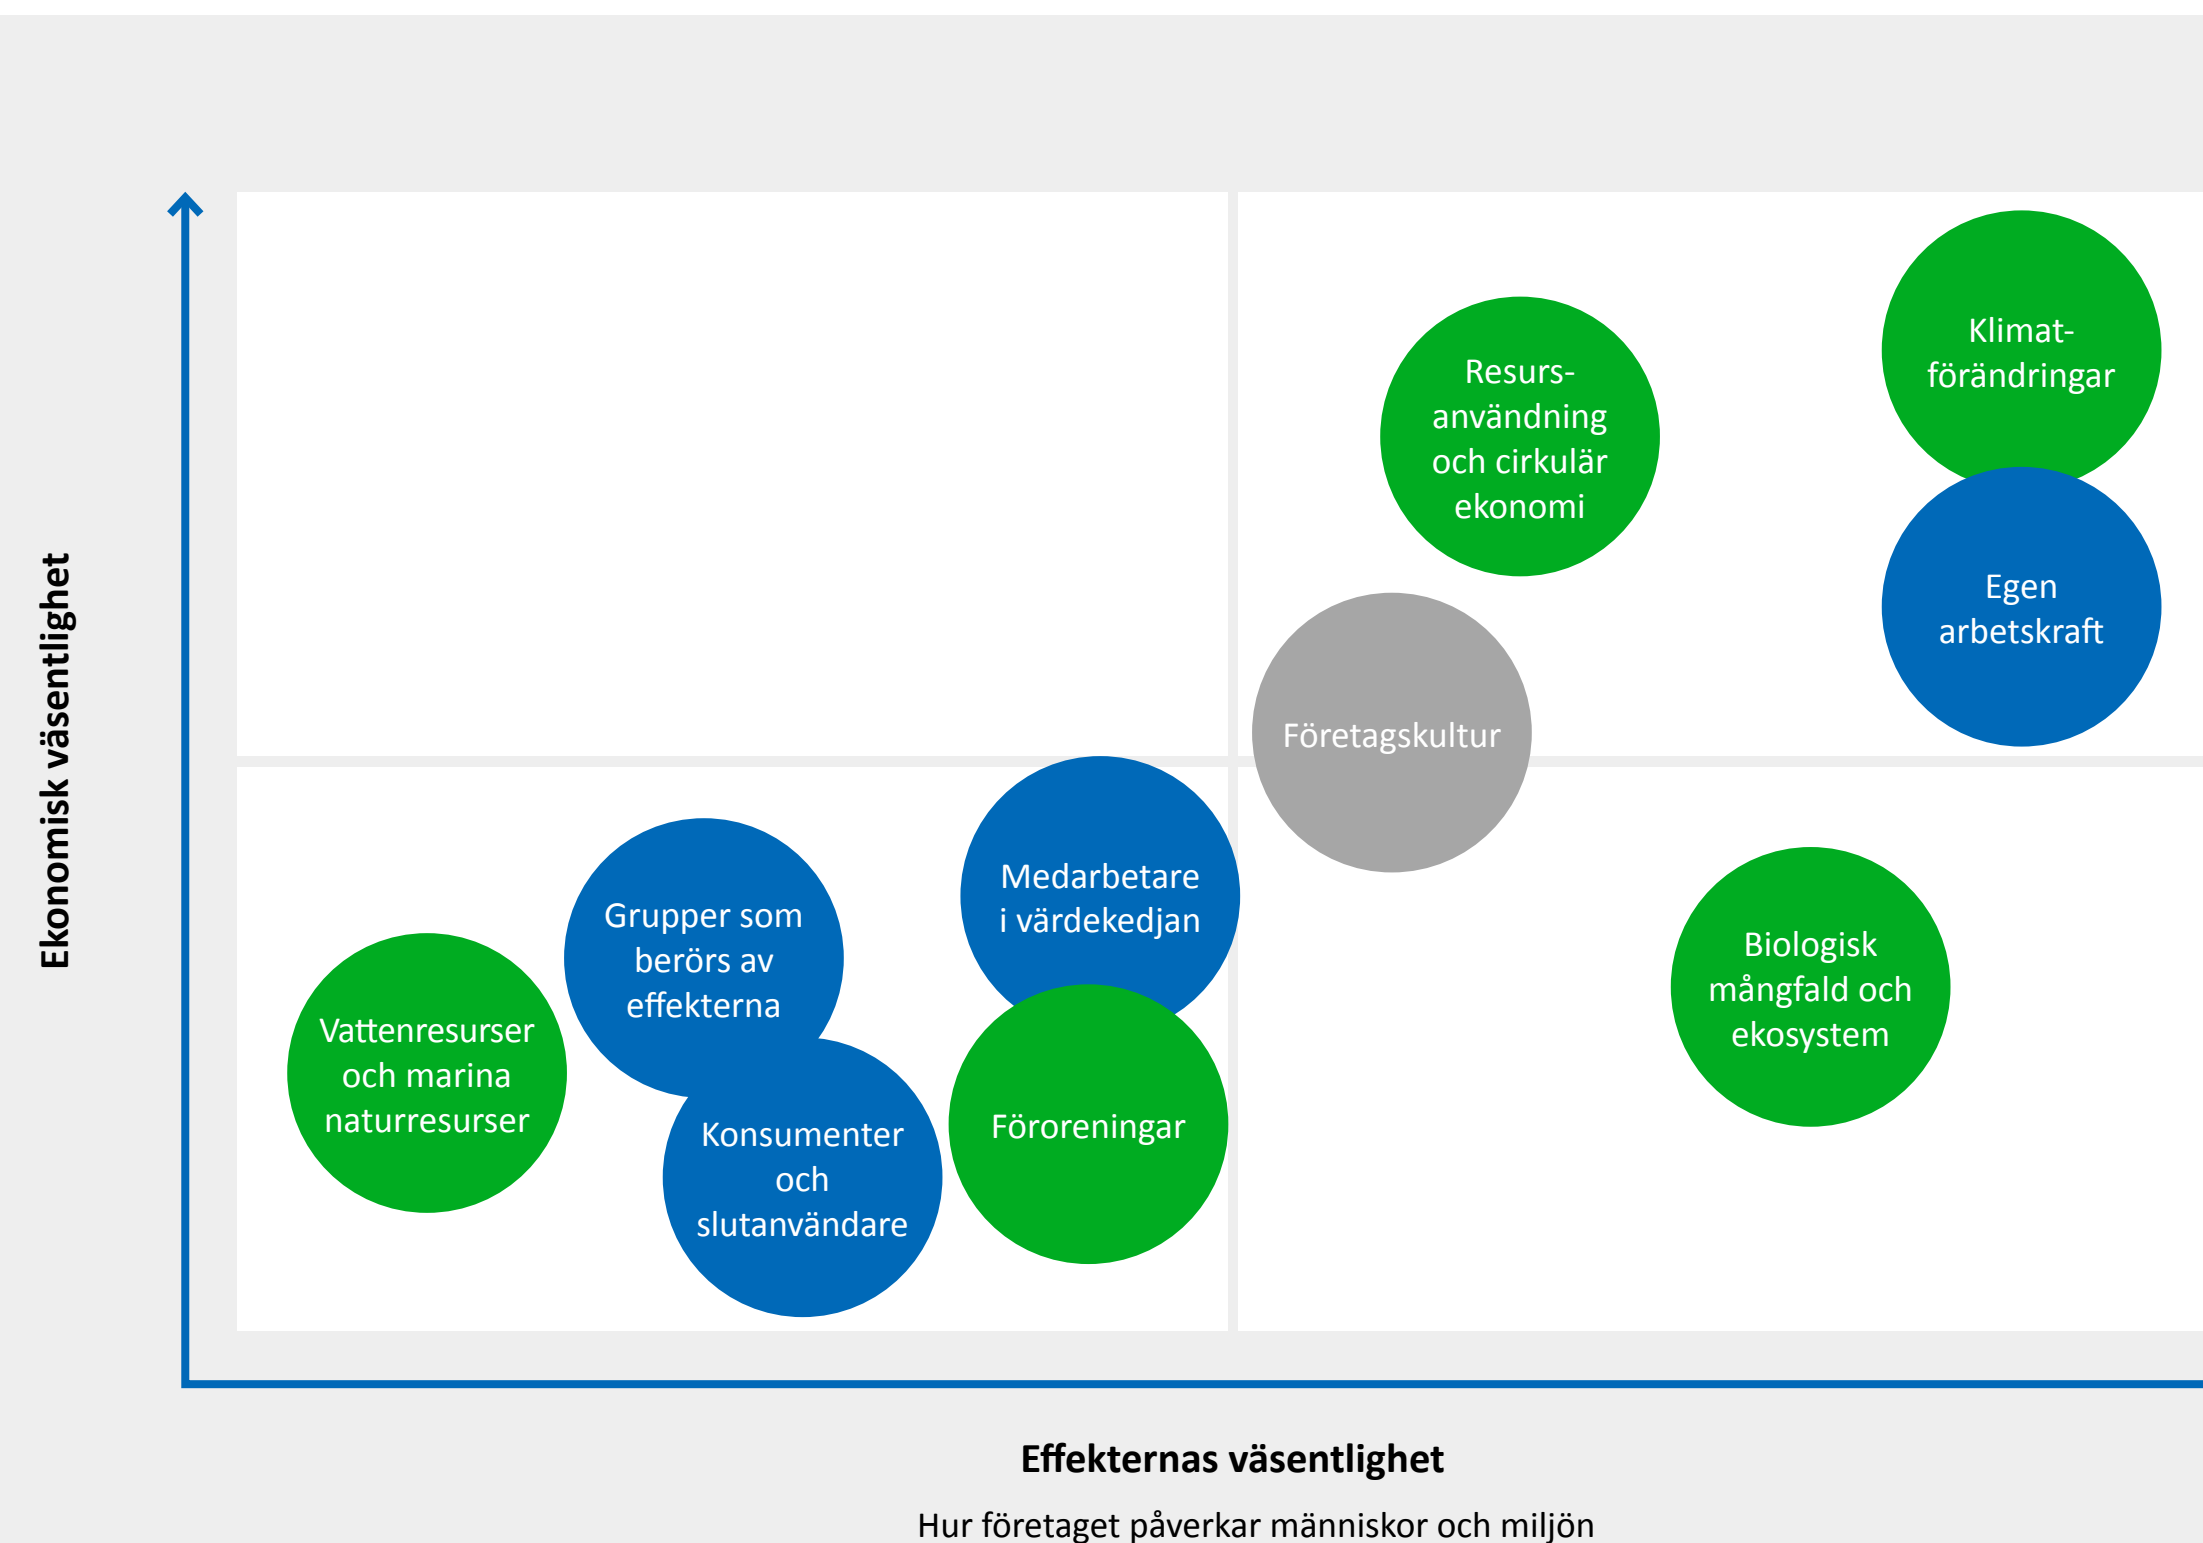 Ekonomisk väsentlighet
Klimat-
förändringar
Resurs-
användning
och cirkulär
ekonomi
Egen
arbetskraft
Företagskultur
Medarbetare
i värdekedjan
Grupper som
berörs av
effekterna
Biologisk
mångfald och
ekosystem
Vattenresurser
och marina
naturresurser
Föroreningar
Konsumenter
och
slutanvändare
Effekternas väsentlighet
Hur företaget påverkar människor och miljön